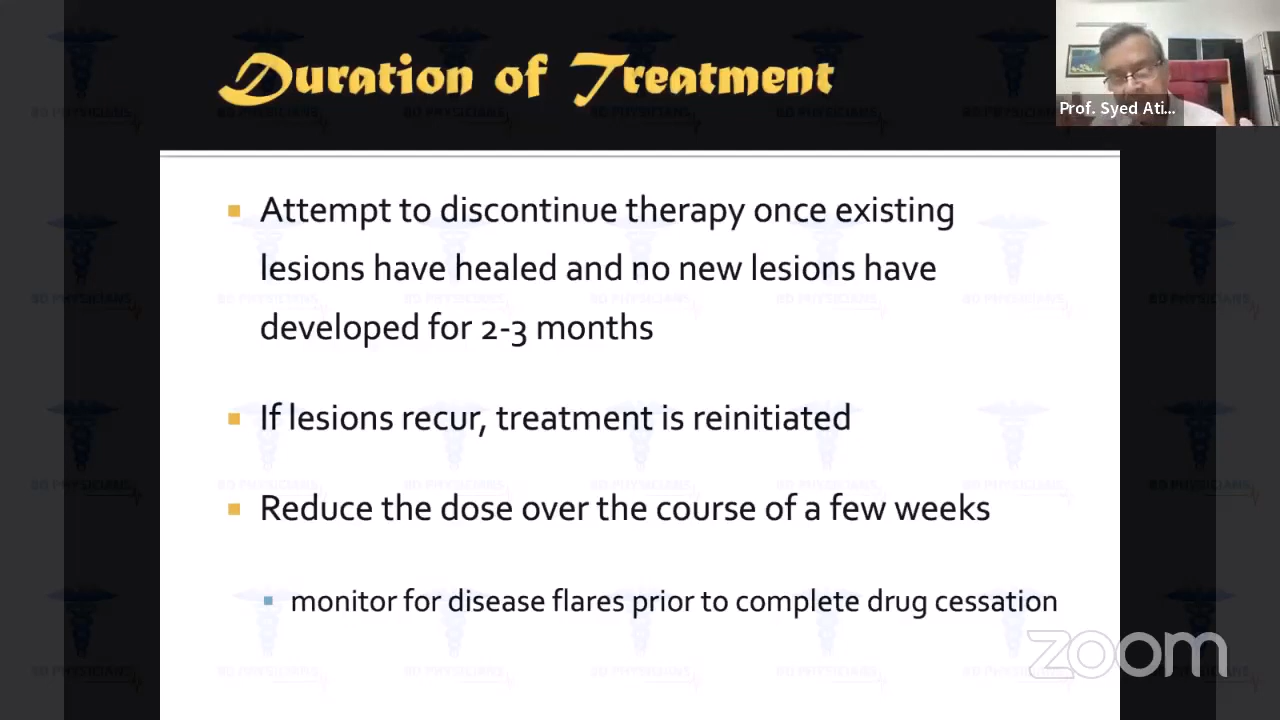 Duration of Treatment
Prof. Syed Ati...
Attempt to discontinue therapy once existing
lesions have healed and no new lesions have
developed for 2-3 months
If lesions recur, treatment is reinitiated
Reduce the dose over the course of a few weeks
monitor for disease flares prior to complete drug cessation
zoom
BD PHYSICIANS